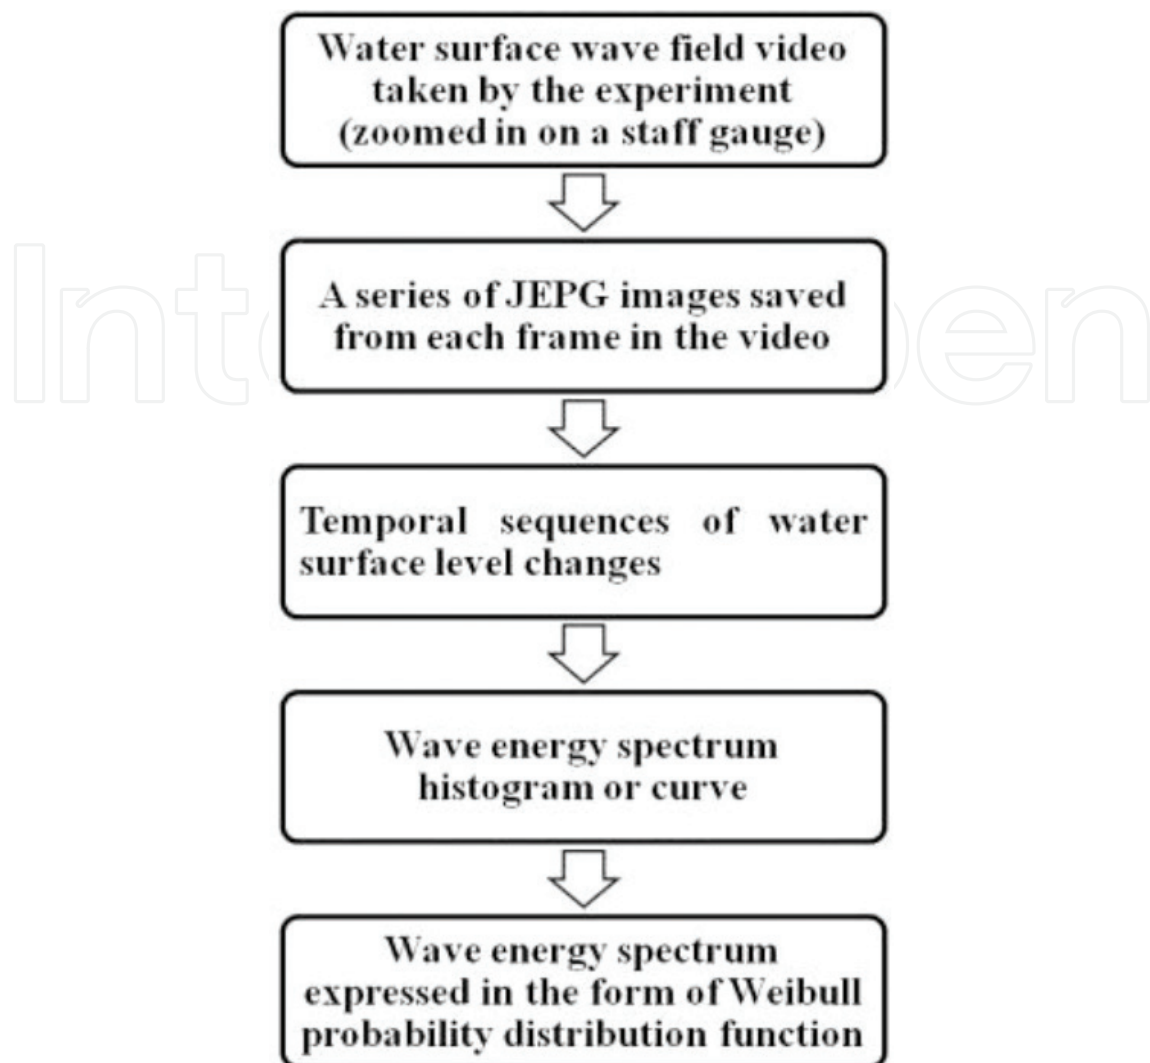 Water surface wave field video
taken by the experiment
(zoomed in on a staff gauge)
A series of JEPG images saved
from each frame in the video
Temporal sequences of water
surface level changes
Wave energy spectrum
histogram or curve
Wave energy spectrum
expressed in the form of Weibull
probability distribution function